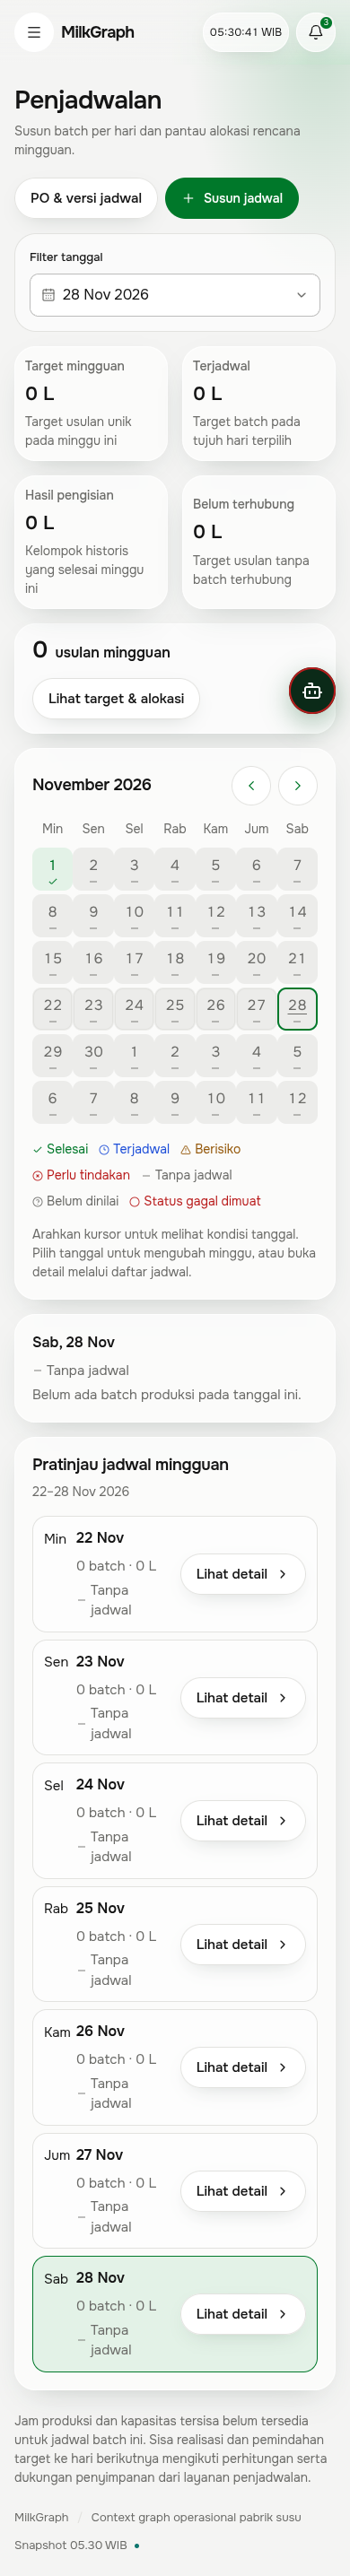 MilkGraph
05:30:41 WIB
3
Penjadwalan
Susun batch per hari dan pantau alokasi rencana
mingguan.
PO & versi jadwal
Susun jadwal
Filter tanggal
28 Nov 2026
Target mingguan
0 L
Target usulan unik
pada minggu ini
Terjadwal
0 L
Target batch pada
tujuh hari terpilih
Hasil pengisian
0 L
Kelompok historis
yang selesai minggu
ini
Belum terhubung
0 L
Target usulan tanpa
batch terhubung
0 usulan mingguan
Lihat target & alokasi
November 2026
Min Sen Sel Rab Kam Jum Sab
1 2 3 4 5 6 7
8 9 10 11 12 13 14
15 16 17 18 19 20 21
22 23 24 25 26 27 28
29 30 1 2 3 4 5
6 7 8 9 10 11 12
Selesai Terjadwal Berisiko
Perlu tindakan Tanpa jadwal
Belum dinilai Status gagal dimuat
Arahkan kursor untuk melihat kondisi tanggal.
Pilih tanggal untuk mengubah minggu, atau buka
detail melalui daftar jadwal.
Sab, 28 Nov
Tanpa jadwal
Belum ada batch produksi pada tanggal ini.
Pratinjau jadwal mingguan
22–28 Nov 2026
Min 22 Nov
0 batch · 0 L
Tanpa
jadwal
Lihat detail
Sen 23 Nov
0 batch · 0 L
Tanpa
jadwal
Lihat detail
Sel 24 Nov
0 batch · 0 L
Tanpa
jadwal
Lihat detail
Rab 25 Nov
0 batch · 0 L
Tanpa
jadwal
Lihat detail
Kam 26 Nov
0 batch · 0 L
Tanpa
jadwal
Lihat detail
Jum 27 Nov
0 batch · 0 L
Tanpa
jadwal
Lihat detail
Sab 28 Nov
0 batch · 0 L
Tanpa
jadwal
Lihat detail
Jam produksi dan kapasitas tersisa belum tersedia
untuk jadwal batch ini. Sisa realisasi dan pemindahan
target ke hari berikutnya mengikuti perhitungan serta
dukungan penyimpanan dari layanan penjadwalan.
MilkGraph / Context graph operasional pabrik susu
Snapshot 05.30 WIB